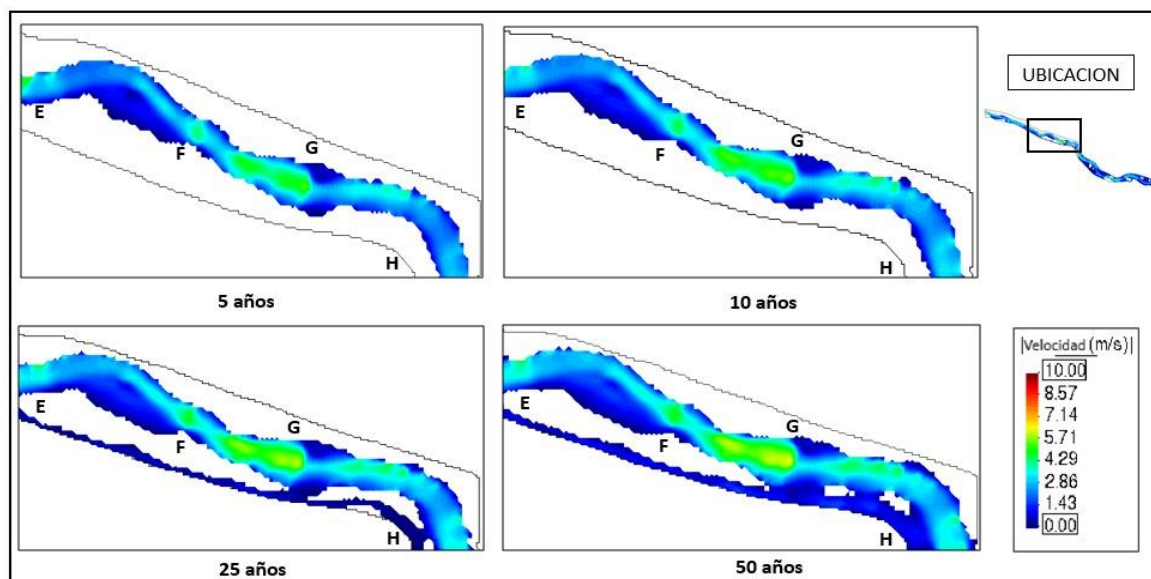 E
F
G
H
5 años
E
F
G
H
10 años
UBICACION
E
F
G
H
25 años
E
F
G
H
50 años
|Velocidad (m/s)|
10.00
8.57
7.14
5.71
4.29
2.86
1.43
0.00